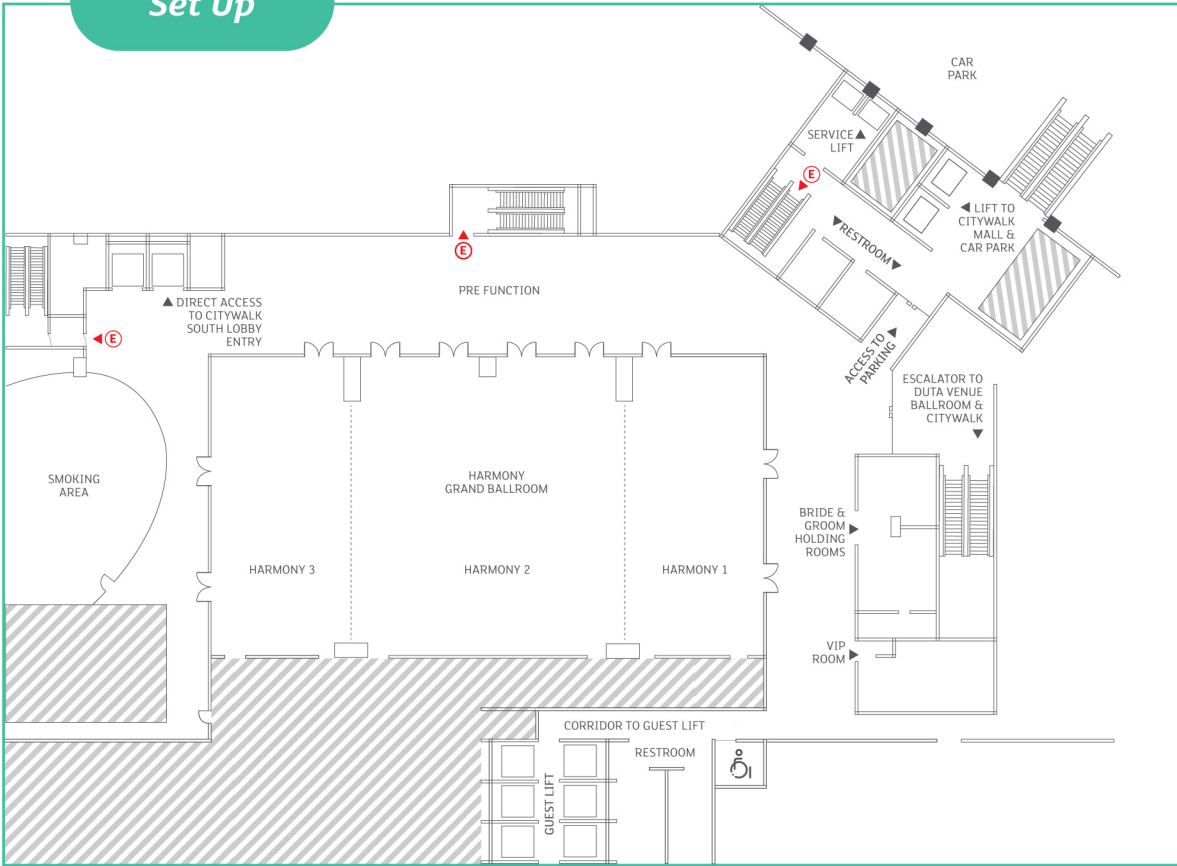 Set Up
CAR
PARK
SERVICE
LIFT
E
LIFT TO
CITYWALK
MALL &
CAR PARK
RESTROOM
E
PRE FUNCTION
DIRECT ACCESS
TO CITYWALK
SOUTH LOBBY
ENTRY
E
ACCESS TO
PARKING
ESCALATOR TO
DUTA VENUE
BALLROOM &
CITYWALK
SMOKING
AREA
HARMONY
GRAND BALLROOM
BRIDE &
GROOM
HOLDING
ROOMS
HARMONY 3
HARMONY 2
HARMONY 1
VIP
ROOM
CORRIDOR TO GUEST LIFT
RESTROOM
GUEST LIFT